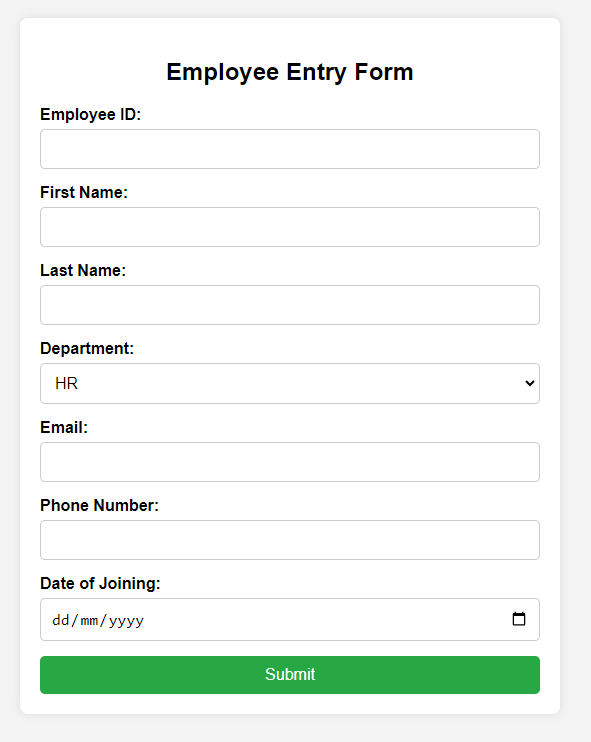 Employee Entry Form
Employee ID:
First Name:
Last Name:
Department:
HR
Email:
Phone Number:
Date of Joining:
dd/mm/yyyy
Submit